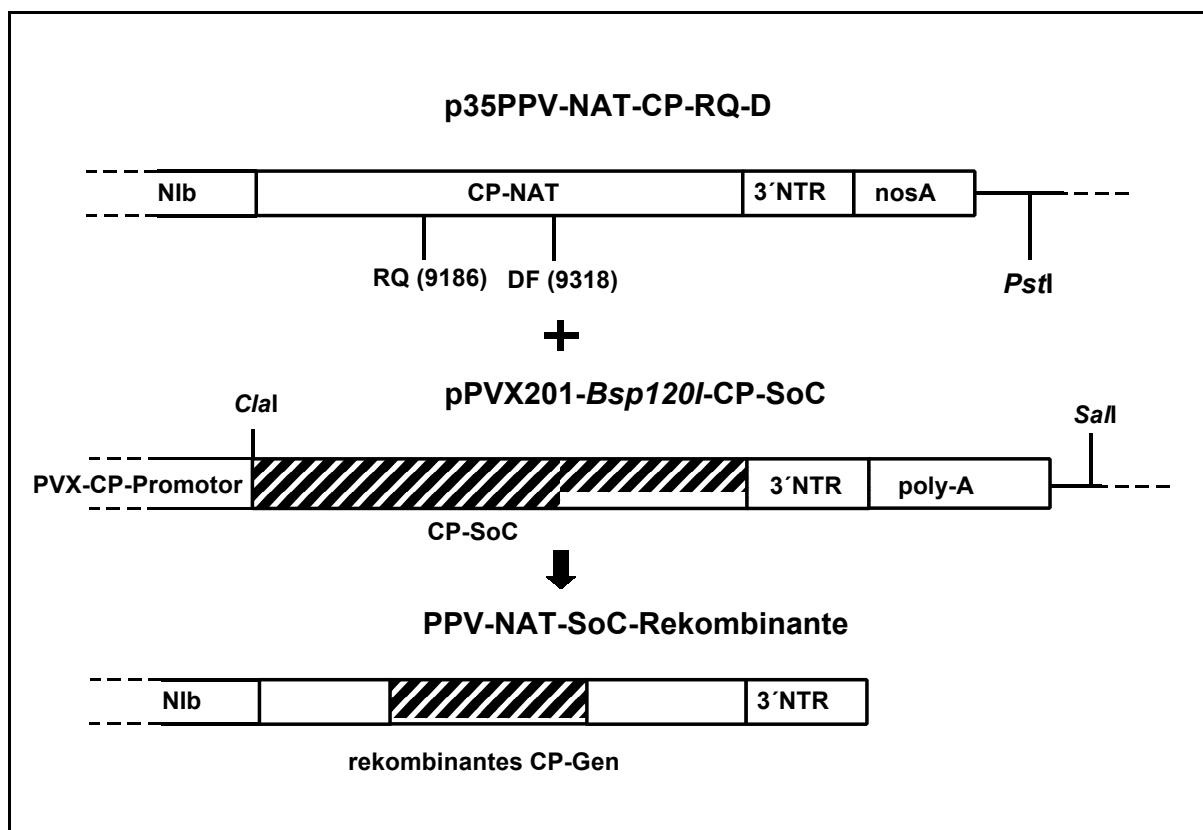 p35PPV-NAT-CP-RQ-D
NIb CP-NAT 3´NTR nosA
RQ (9186) DF (9318) PstI
+
pPVX201-Bsp120I-CP-SoC
ClaI SalI
PVX-CP-Promotor 3´NTR poly-A
CP-SoC
PPV-NAT-SoC-Rekombinante
NIb 3´NTR
rekombinantes CP-Gen